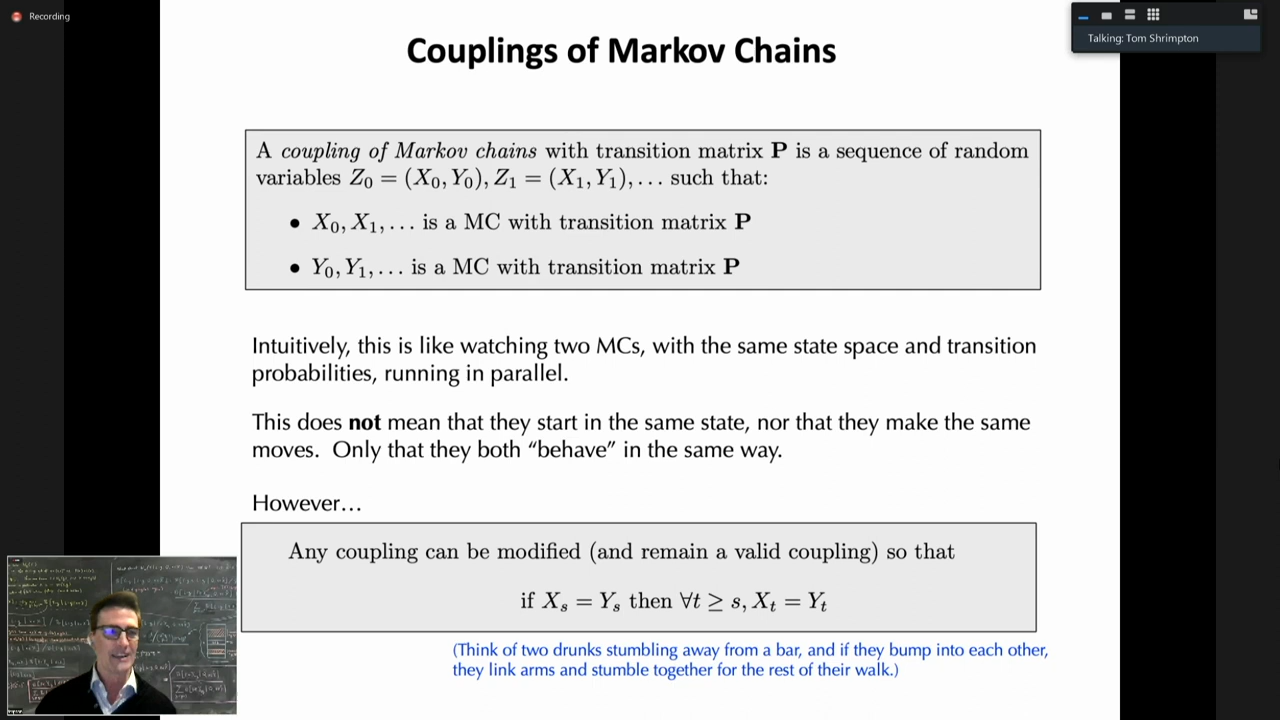 Recording
Talking: Tom Shrimpton
Couplings of Markov Chains
A coupling of Markov chains with transition matrix P is a sequence of random
variables Z₀ = (X₀, Y₀), Z₁ = (X₁, Y₁), … such that:
• X₀, X₁, … is a MC with transition matrix P
• Y₀, Y₁, … is a MC with transition matrix P
Intuitively, this is like watching two MCs, with the same state space and transition
probabilities, running in parallel.
This does not mean that they start in the same state, nor that they make the same
moves. Only that they both “behave” in the same way.
However…
Any coupling can be modified (and remain a valid coupling) so that
if Xₛ = Yₛ then ∀t ≥ s, Xₜ = Yₜ
(Think of two drunks stumbling away from a bar, and if they bump into each other,
they link arms and stumble together for the rest of their walk.)